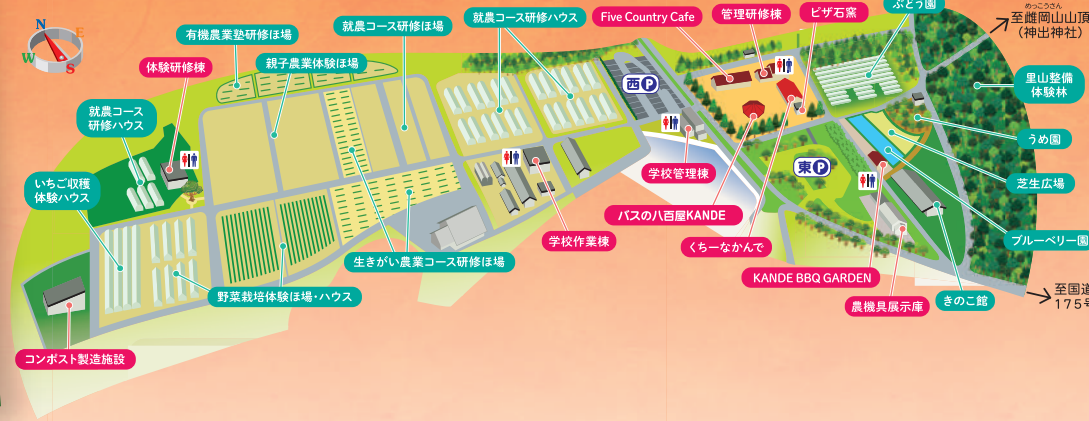 N
E
W
S
有機農業塾研修ほ場
就農コース研修ほ場
就農コース研修ハウス
Five Country Cafe
管理研修棟
ピザ石窯
ぶどう園
めっこうさん
至雌岡山山頂
(神出神社)
体験研修棟
親子農業体験ほ場
西P
里山整備
体験林
就農コース
研修ハウス
うめ園
いちご収穫
体験ハウス
学校管理棟
東P
芝生広場
バスの八百屋KANDE
学校作業棟
くちーなかんで
ブルーベリー園
生きがい農業コース研修ほ場
KANDE BBQ GARDEN
野菜栽培体験ほ場・ハウス
農機具展示庫
きのこ館
至国道
175号
コンポスト製造施設